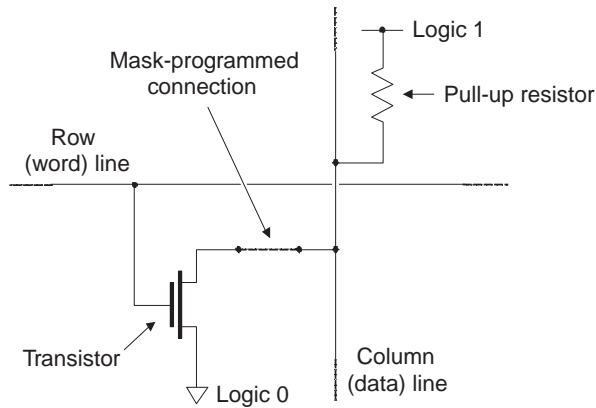 Logic 1
Mask-programmed
connection
Pull-up resistor
Row
(word) line
Transistor
Logic 0
Column
(data) line